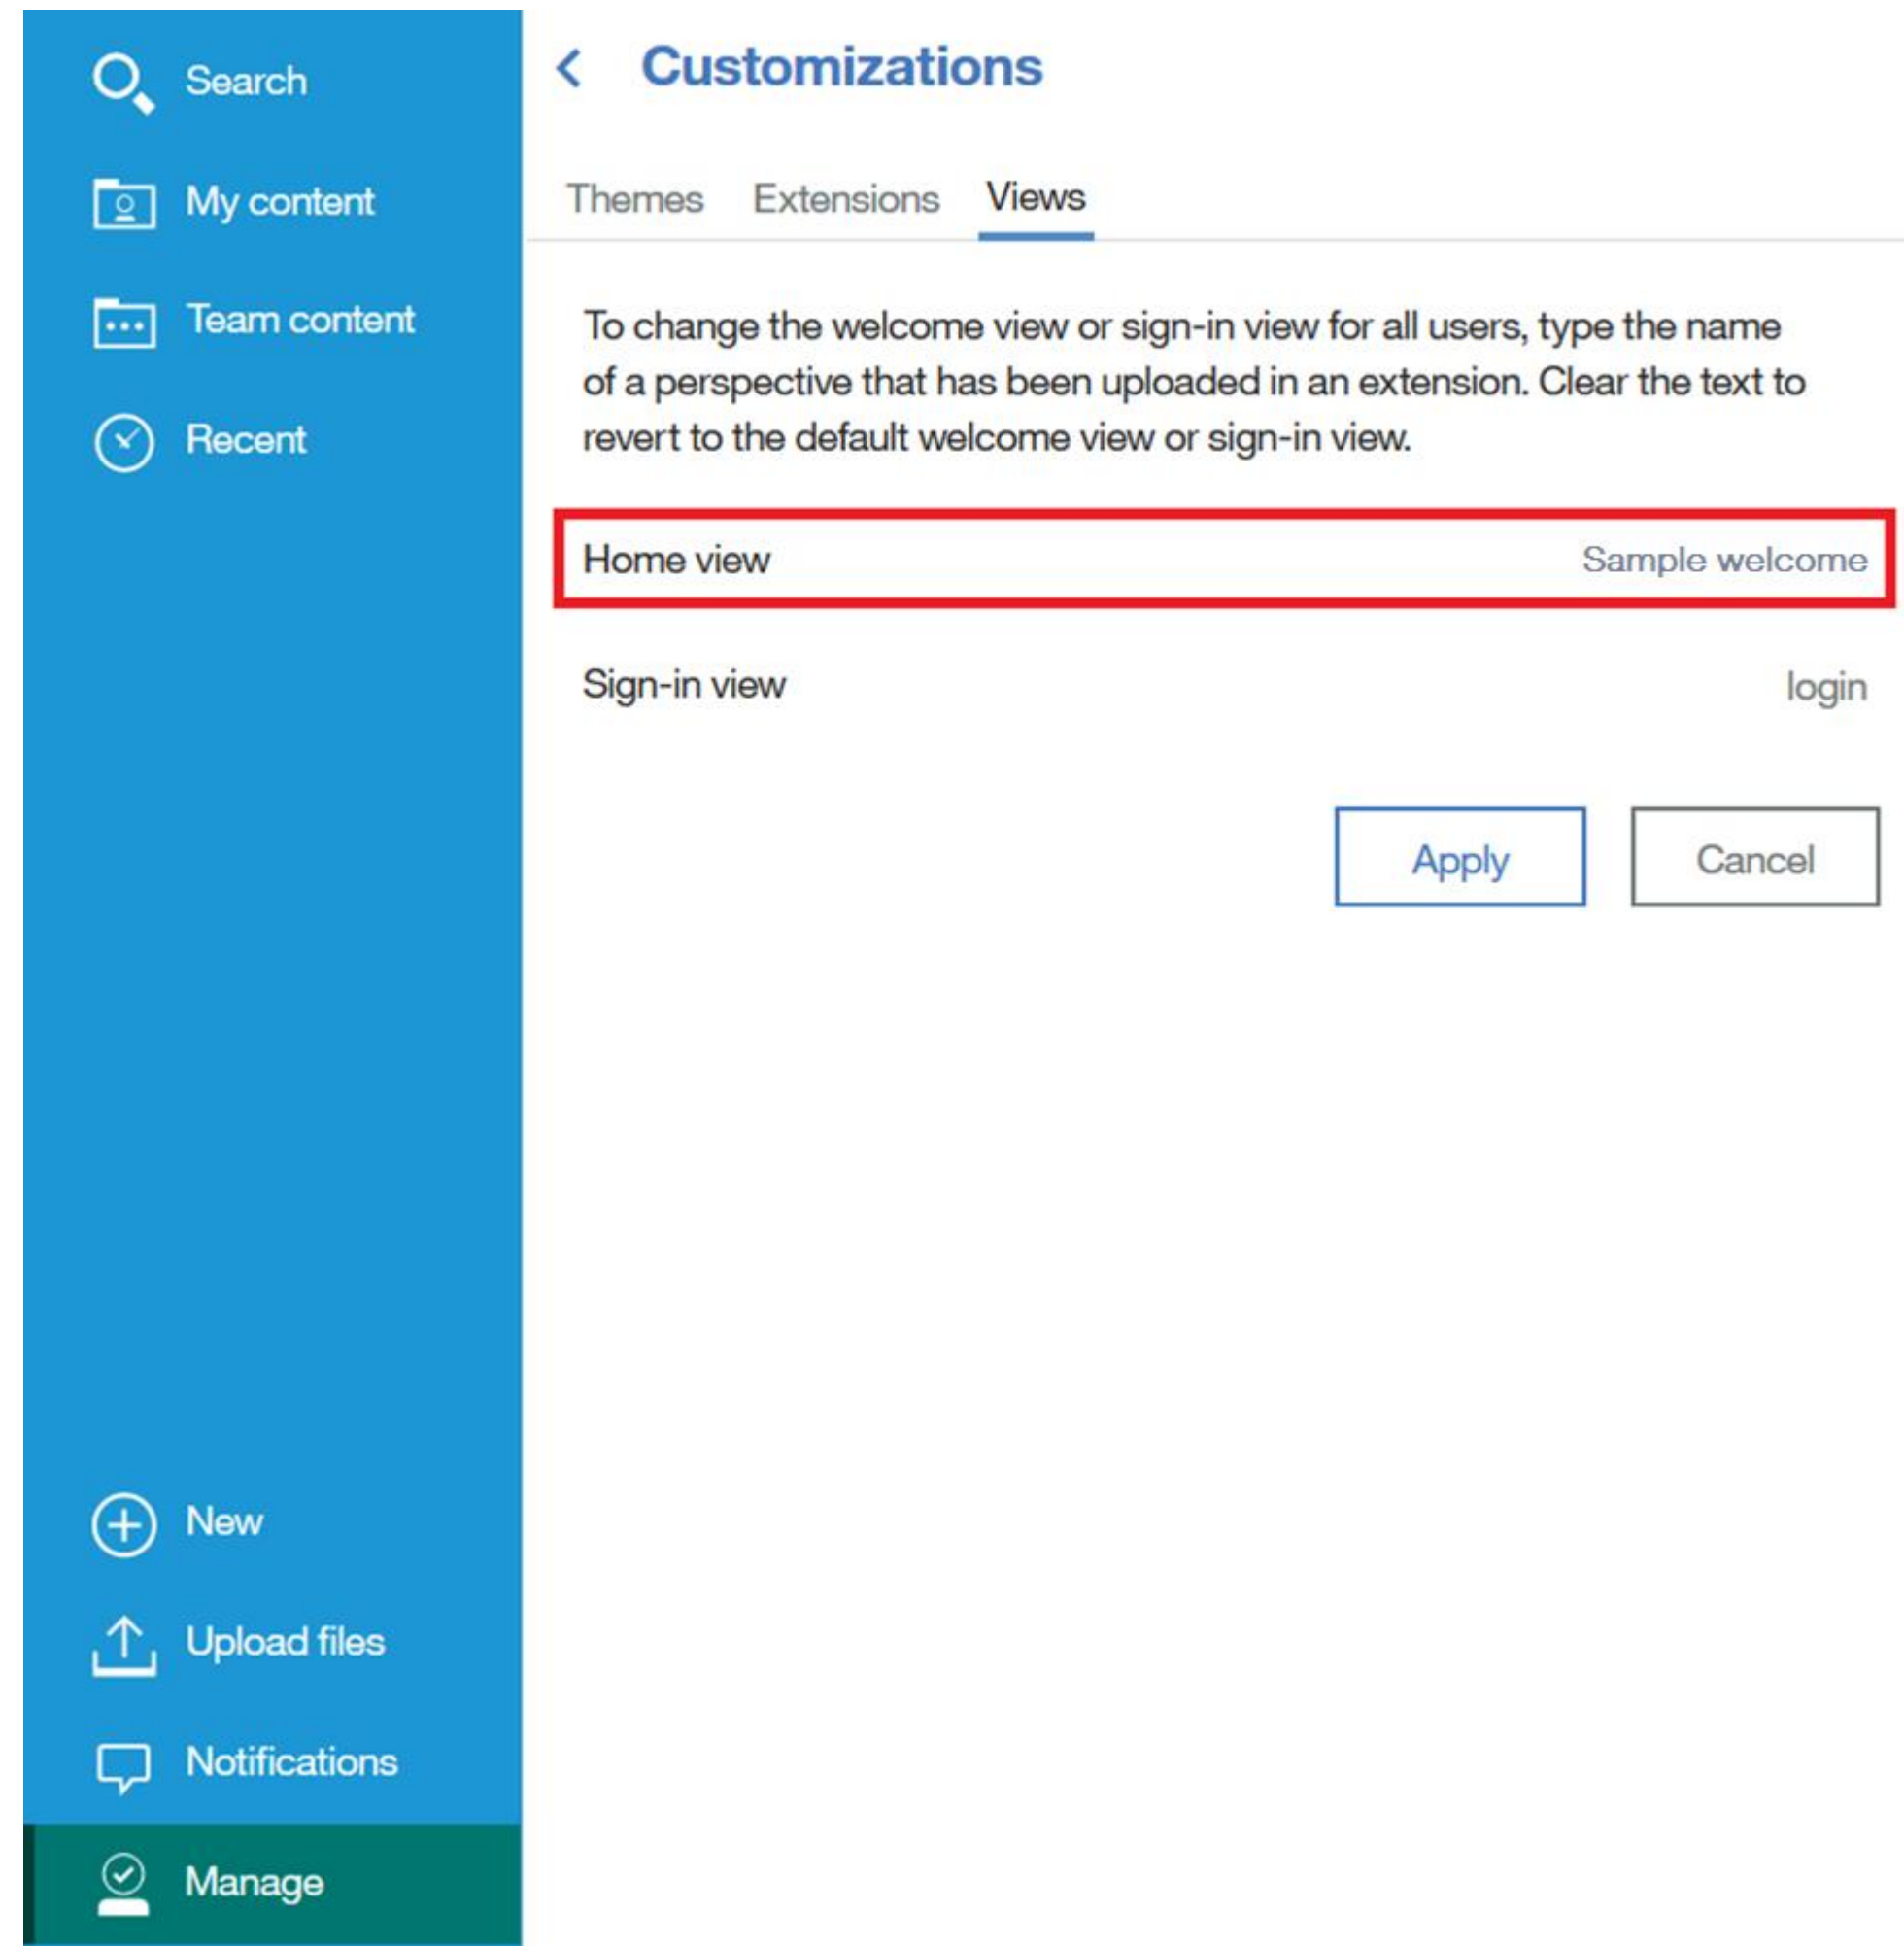 Search
My content
Team content
Recent
New
Upload files
Notifications
Manage
Customizations
Themes Extensions Views
To change the welcome view or sign-in view for all users, type the name
of a perspective that has been uploaded in an extension. Clear the text to
revert to the default welcome view or sign-in view.
Home view Sample welcome
Sign-in view login
Apply Cancel